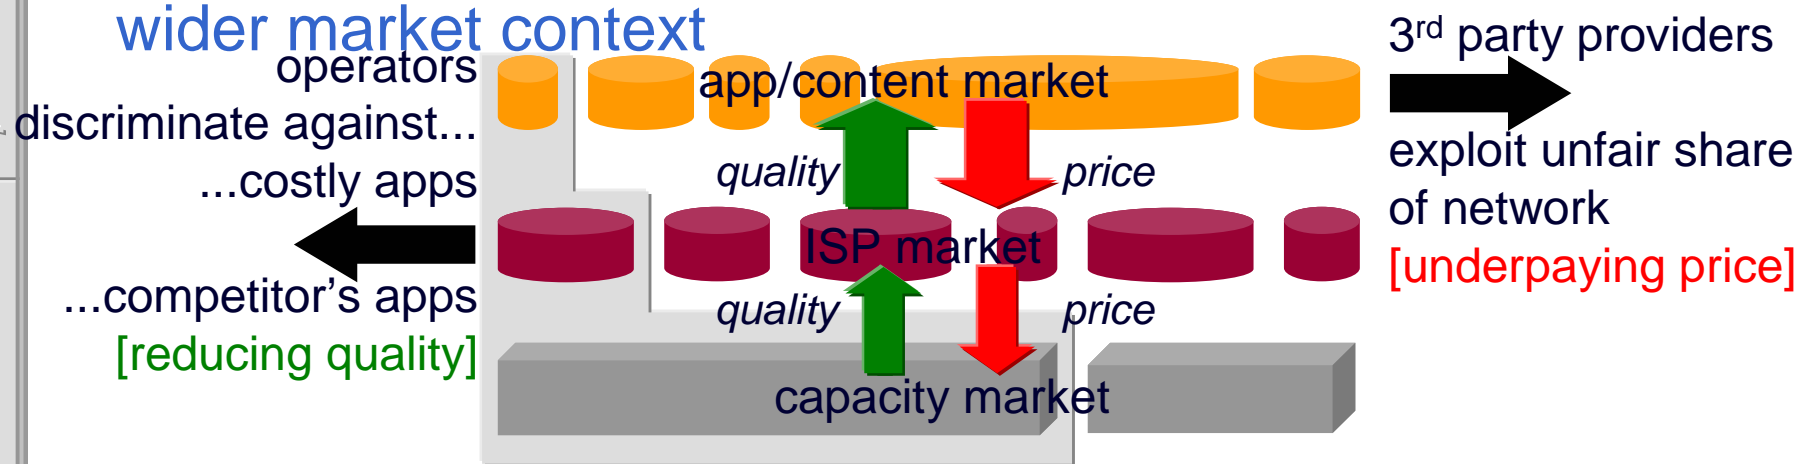 wider market context
operators
discriminate against...
...costly apps
...competitor’s apps
[reducing quality]
app/content market
quality
price
ISP market
quality
price
capacity market
3rd party providers
exploit unfair share
of network
[underpaying price]